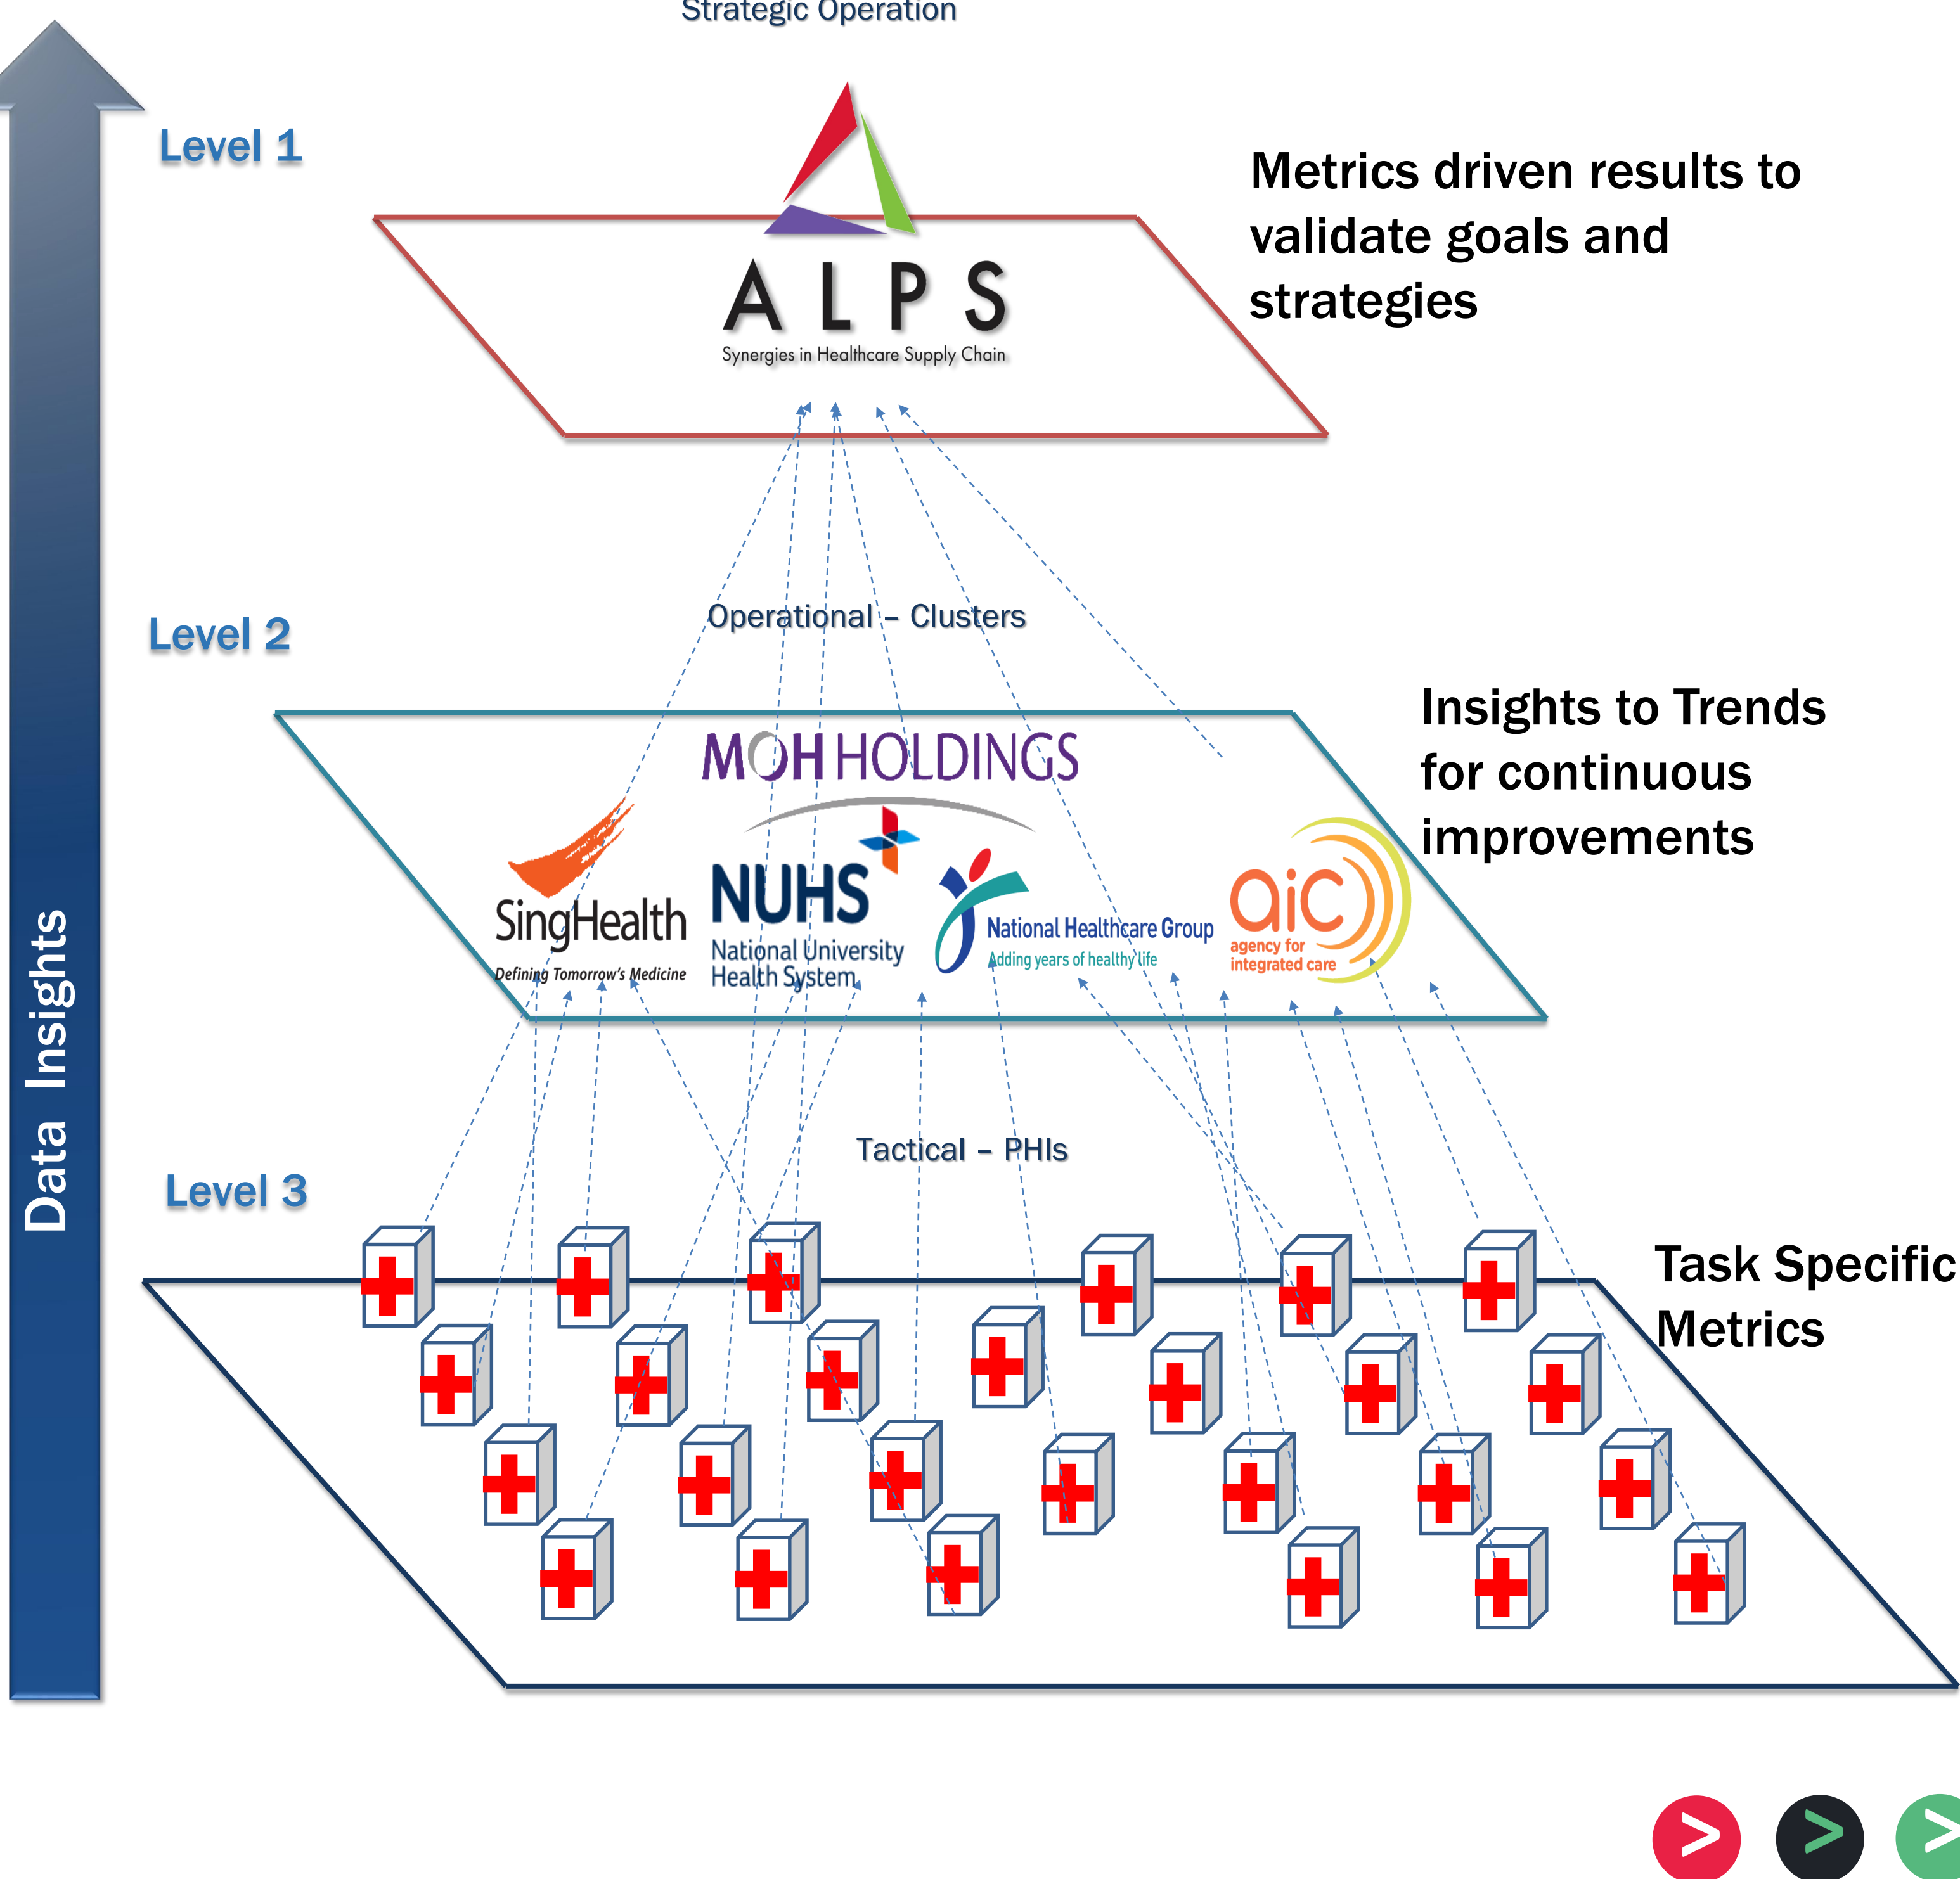 Strategic Operation
Level 1
Metrics driven results to
validate goals and
strategies
ALPS
Synergies in Healthcare Supply Chain
Operational – Clusters
Level 2
Insights to Trends
for continuous
improvements
MOH HOLDINGS
SingHealth
Defining Tomorrow's Medicine
NUHS
National University
Health System
National Healthcare Group
Adding years of healthy life
aic
agency for
integrated care
Data Insights
Tactical – PHIs
Level 3
Task Specific
Metrics